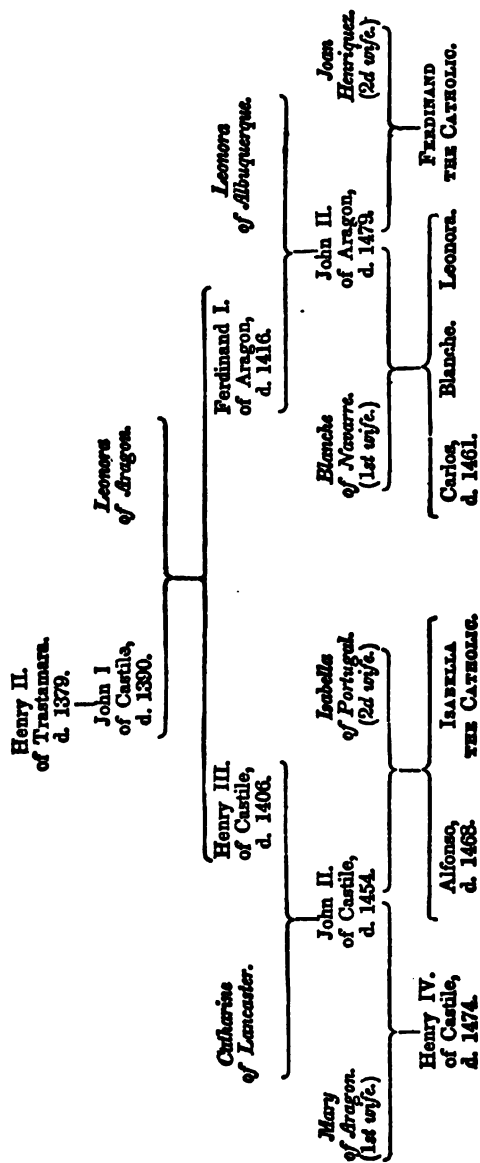 Henry II.
of Trastamara.
d. 1379.
John I
of Castile,
d. 1390.
Leonora
of Aragon.
Catharine
of Lancaster.
Henry III.
of Castile,
d. 1406.
Ferdinand I.
of Aragon,
d. 1416.
Leonora
of Albuquerque.
Mary
of Aragon.
(1st wife.)
John II.
of Castile,
d. 1454.
Isabella
of Portugal.
(2d wife.)
Blanche
of Navarre.
(1st wife.)
John II.
of Aragon,
d. 1479.
Joan
Henriquez.
(2d wife.)
Henry IV.
of Castile,
d. 1474.
Alfonso,
d. 1468.
ISABELLA
THE CATHOLIC.
Carlos,
d. 1461.
Blanche.
Leonora.
FERDINAND
THE CATHOLIC.